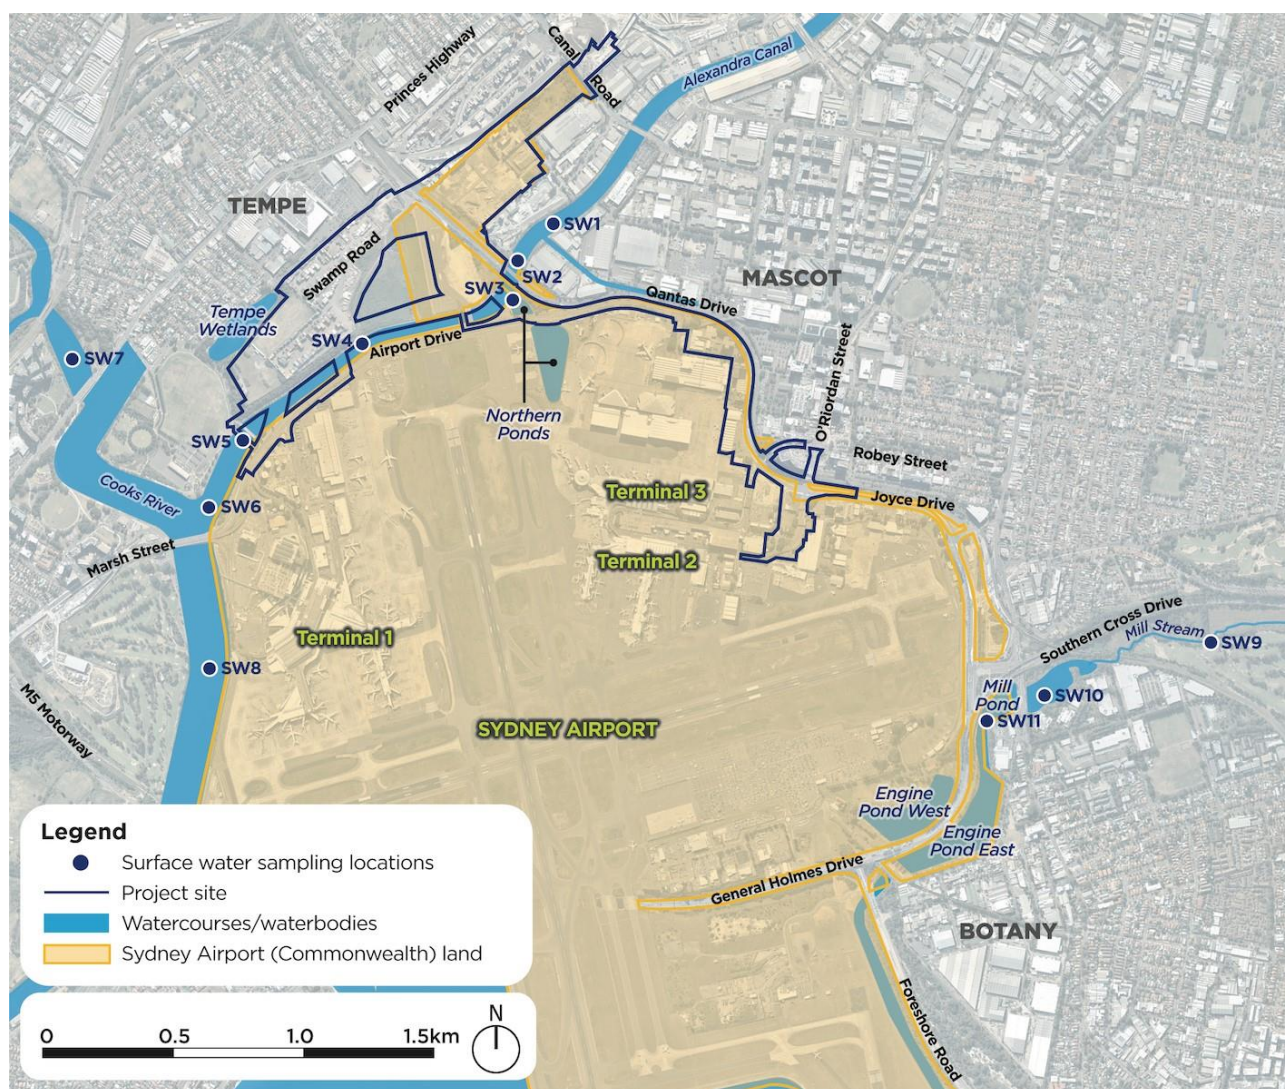 Princes Highway
Canal
Road
Alexandra Canal
TEMPE
SW1
Swamp Road
SW2
MASCOT
SW3
Qantas Drive
Tempe
Wetlands
SW4
Airport Drive
SW7
O'Riordan Street
Northern
Ponds
SW5
Robey Street
Cooks River
Terminal 3
Joyce Drive
SW6
Marsh Street
Terminal 2
Terminal 1
Southern Cross Drive
Mill Stream
SW9
SW8
M5 Motorway
Mill
Pond
SW10
SW11
SYDNEY AIRPORT
Engine
Pond West
Engine
Pond East
General Holmes Drive
BOTANY
Foreshore Road
Legend
Surface water sampling locations
Project site
Watercourses/waterbodies
Sydney Airport (Commonwealth) land
0 0.5 1.0 1.5km
N